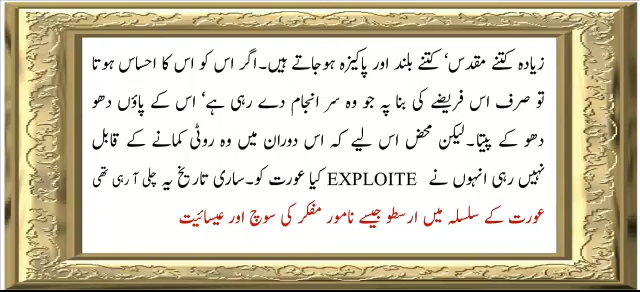 زیادہ کتنے مقدس‘ کتنے بلند اور پاکیزہ ہو جاتے ہیں۔ اگر اس کو اس کا احساس ہوتا
تو صرف اس فریضے کی بنا پہ جو وہ سر انجام دے رہی ہے‘ اس کے پاؤں دھو
دھو کے پیتا۔ لیکن محض اس لیے کہ اس دوران میں وہ روٹی کمانے کے قابل
نہیں رہی انہوں نے EXPLOITE کیا عورت کو۔ ساری تاریخ یہ چلی آ رہی تھی
عورت کے سلسلہ میں ارسطو جیسے نامور مفکر کی سوچ اور عیسائیت